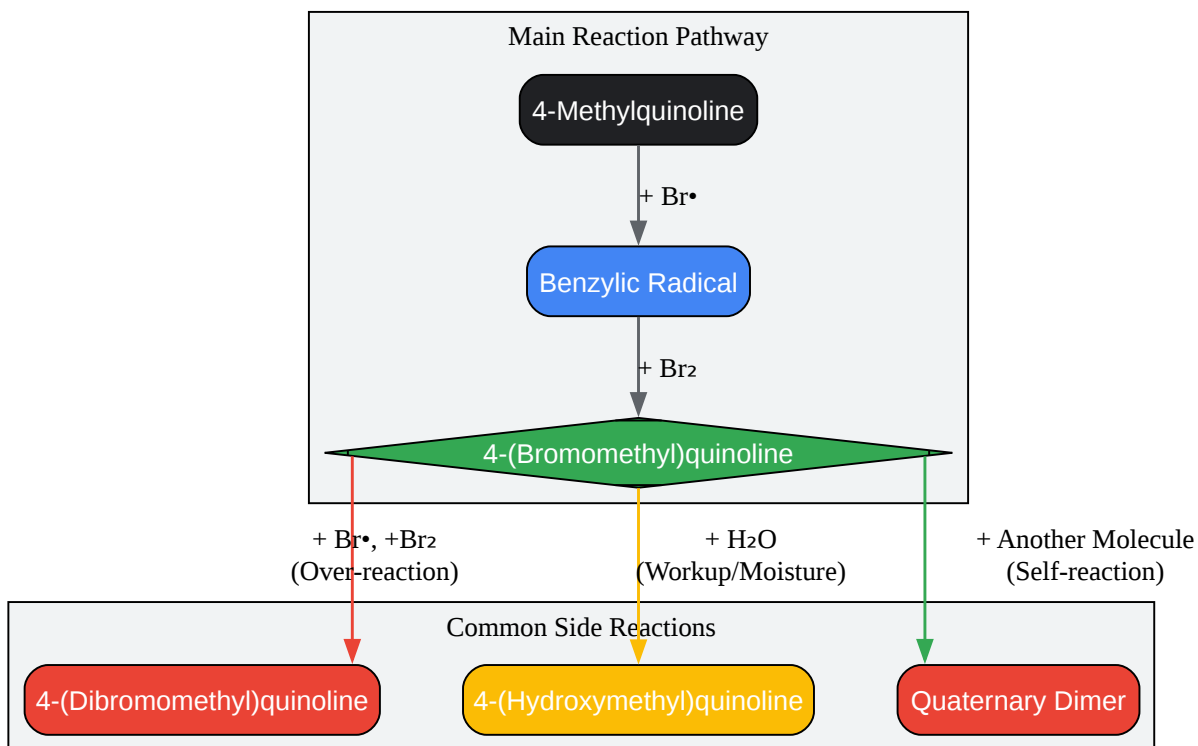 Main Reaction Pathway
4-Methylquinoline
+ Br•
Benzylic Radical
+ Br₂
4-(Bromomethyl)quinoline
+ Br•, +Br₂
(Over-reaction)
+ H₂O
(Workup/Moisture)
+ Another Molecule
(Self-reaction)
Common Side Reactions
4-(Dibromomethyl)quinoline
4-(Hydroxymethyl)quinoline
Quaternary Dimer